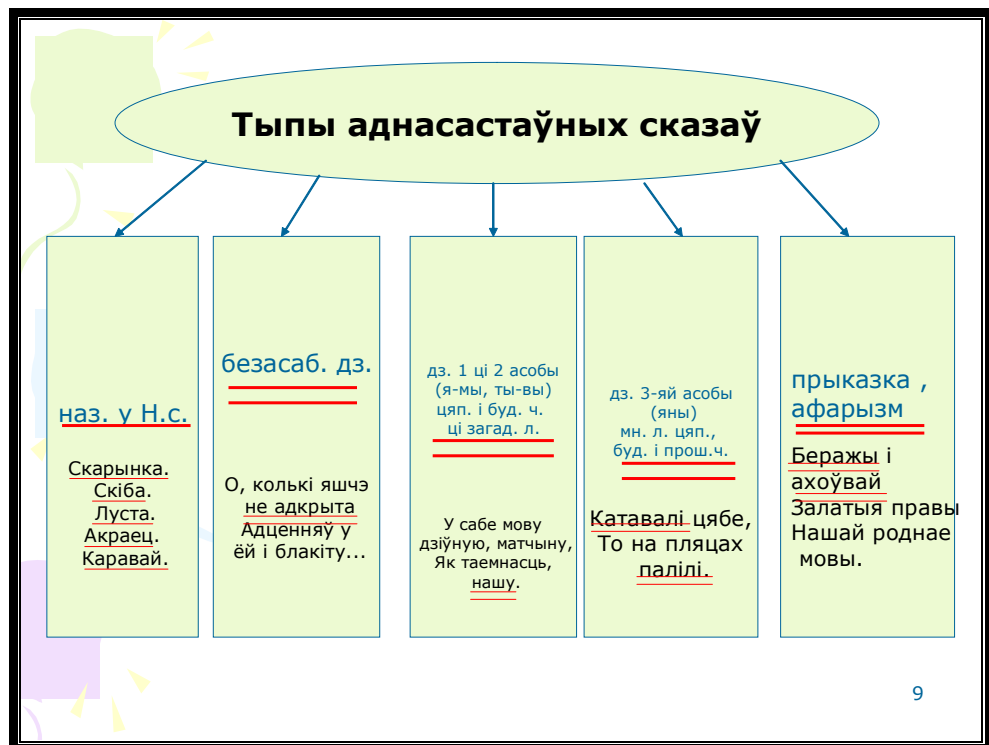 Тыпы аднасастаўных сказаў
наз. у Н.с.
Скарынка.
Скіба.
Луста.
Акраец.
Каравай.
безасаб. дз.
О, колькі яшчэ
не адкрыта
Адценняў у
ёй і блакіту...
дз. 1 ці 2 асобы
(я-мы, ты-вы)
цяп. і буд. ч.
ці загад. л.
У сабе мову
дзіўную, матчыну,
Як таемнасць,
нашу.
дз. 3-яй асобы
(яны)
мн. л. цяп.,
буд. і прош.ч.
Катавалі цябе,
То на пляцах
палілі.
прыказка ,
афарызм
Беражы і
ахоўвай
Залатыя правы
Нашай роднае
мовы.
9